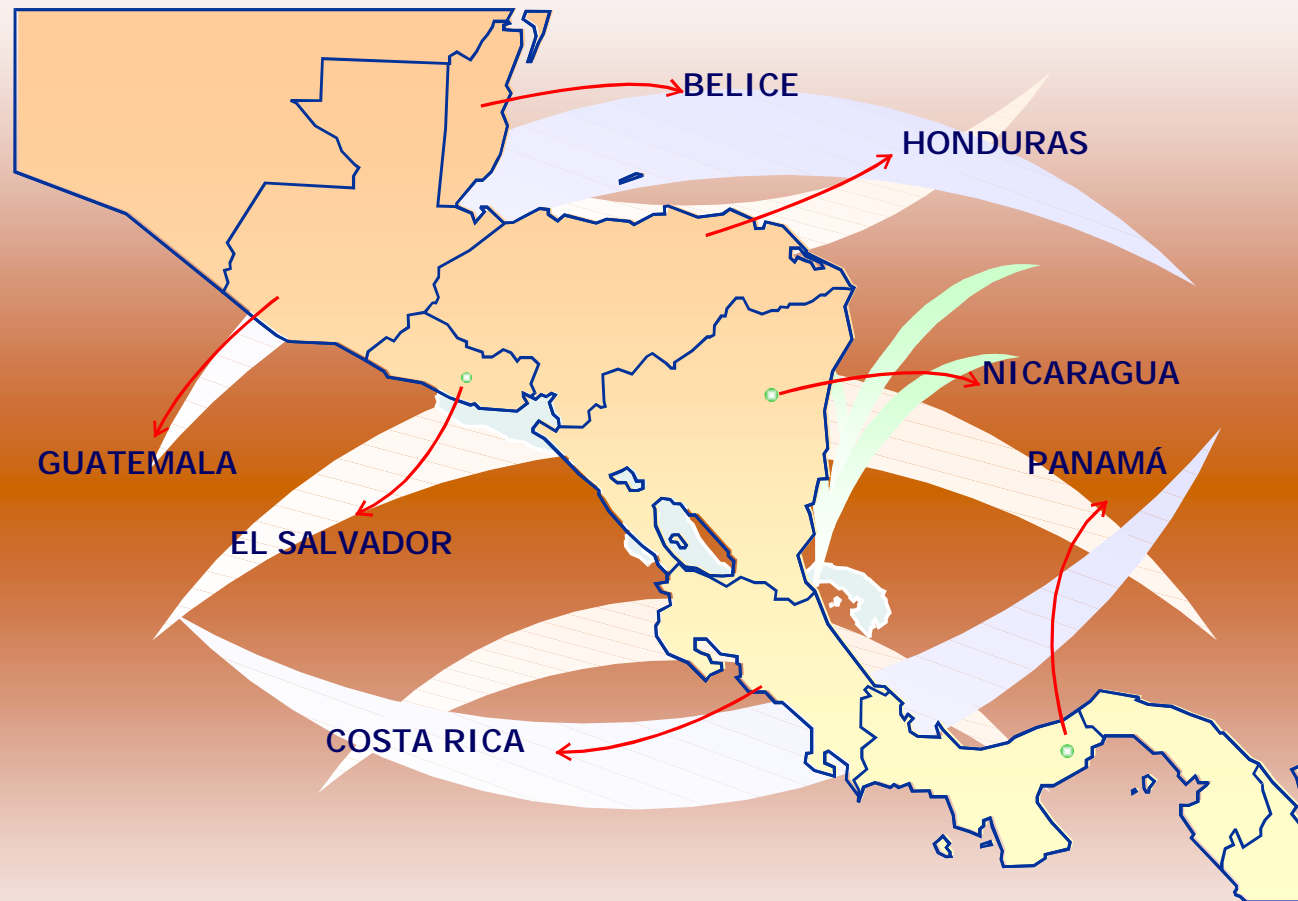 BELICE
HONDURAS
NICARAGUA
GUATEMALA
PANAMÁ
EL SALVADOR
COSTA RICA